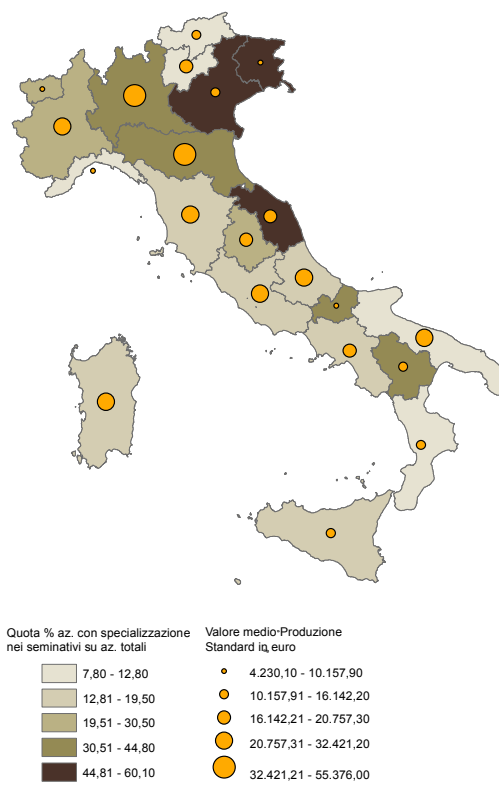 Quota % az. con specializzazione
nei seminativi su az. totali
7,80 - 12,80
12,81 - 19,50
19,51 - 30,50
30,51 - 44,80
44,81 - 60,10
Valore medio-Produzione
Standard in euro
4.230,10 - 10.157,90
10.157,91 - 16.142,20
16.142,21 - 20.757,30
20.757,31 - 32.421,20
32.421,21 - 55.376,00